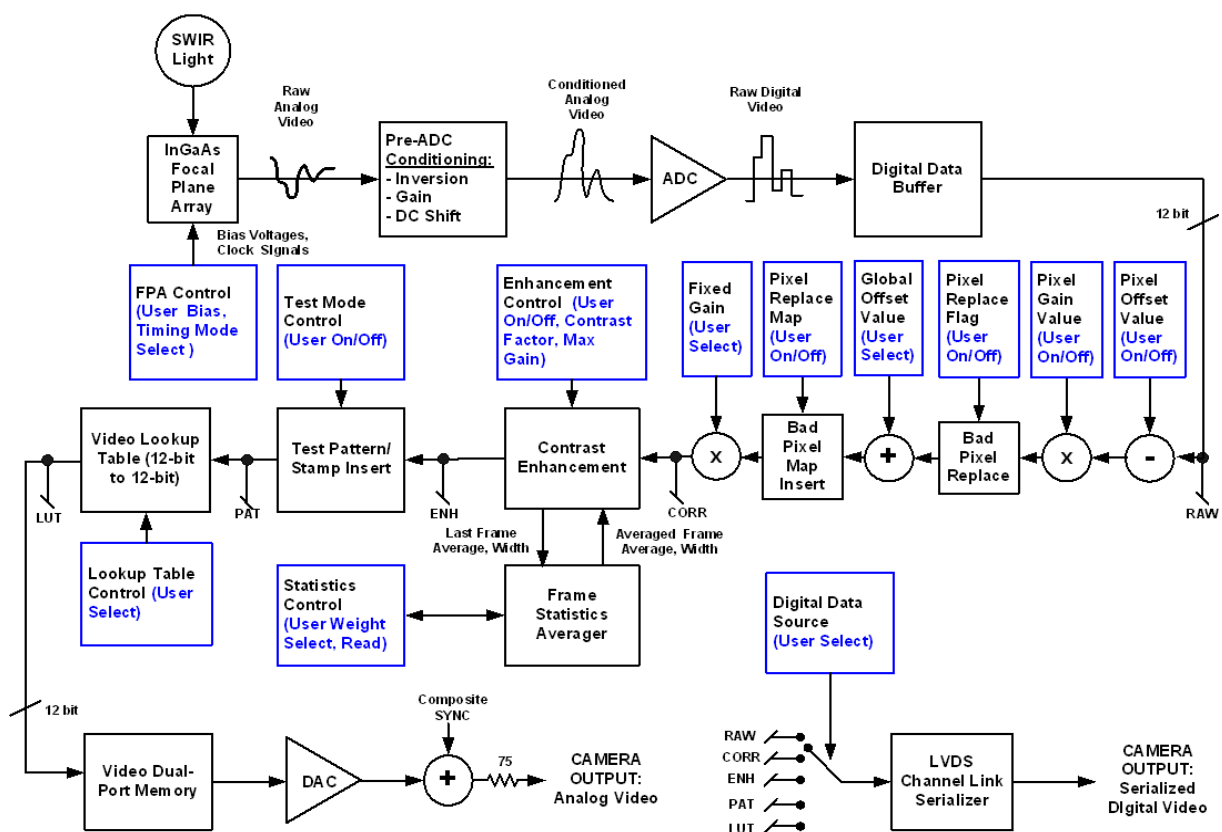 SWIR
Light
Raw
Analog
Video
Conditioned
Analog
Video
Raw Digital
Video
InGaAs
Focal
Plane
Array
Pre-ADC
Conditioning:
- Inversion
- Gain
- DC Shift
ADC
Digital Data
Buffer
12 bit
Bias Voltages,
Clock Signals
FPA Control
(User Bias,
Timing Mode
Select )
Test Mode
Control
(User On/Off)
Enhancement
Control (User
On/Off, Contrast
Factor, Max
Gain)
Fixed
Gain
(User
Select)
Pixel
Replace
Map
(User
On/Off)
Global
Offset
Value
(User
Select)
Pixel
Replace
Flag
(User
On/Off)
Pixel
Gain
Value
(User
On/Off)
Pixel
Offset
Value
(User
On/Off)
Video Lookup
Table (12-bit
to 12-bit)
Test Pattern/
Stamp Insert
Contrast
Enhancement
X
Bad
Pixel
Map
Insert
+
Bad
Pixel
Replace
X
-
LUT
PAT
ENH
CORR
RAW
Last Frame
Average, Width
Averaged Frame
Average, Width
Lookup Table
Control (User
Select)
Statistics
Control
(User Weight
Select, Read)
Frame
Statistics
Averager
Digital Data
Source
(User Select)
12 bit
Composite
SYNC
Video Dual-
Port Memory
DAC
+
75
CAMERA
OUTPUT:
Analog Video
RAW
CORR
ENH
PAT
LUT
LVDS
Channel Link
Serializer
CAMERA
OUTPUT:
Serialized
Digital Video